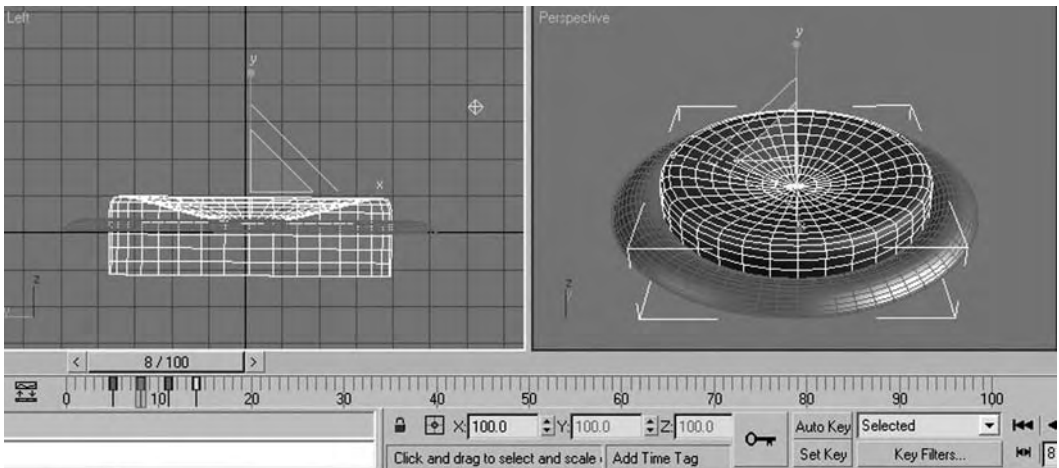 Left
Perspective
y
y
x
z
z
y
< 8 / 100 >
0 10 20 30 40 50 60 70 80 90 100
X: 100.0 Y: 100.0 Z: 100.0
Auto Key Selected
Click and drag to select and scale Add Time Tag
Set Key Key Filters...
8